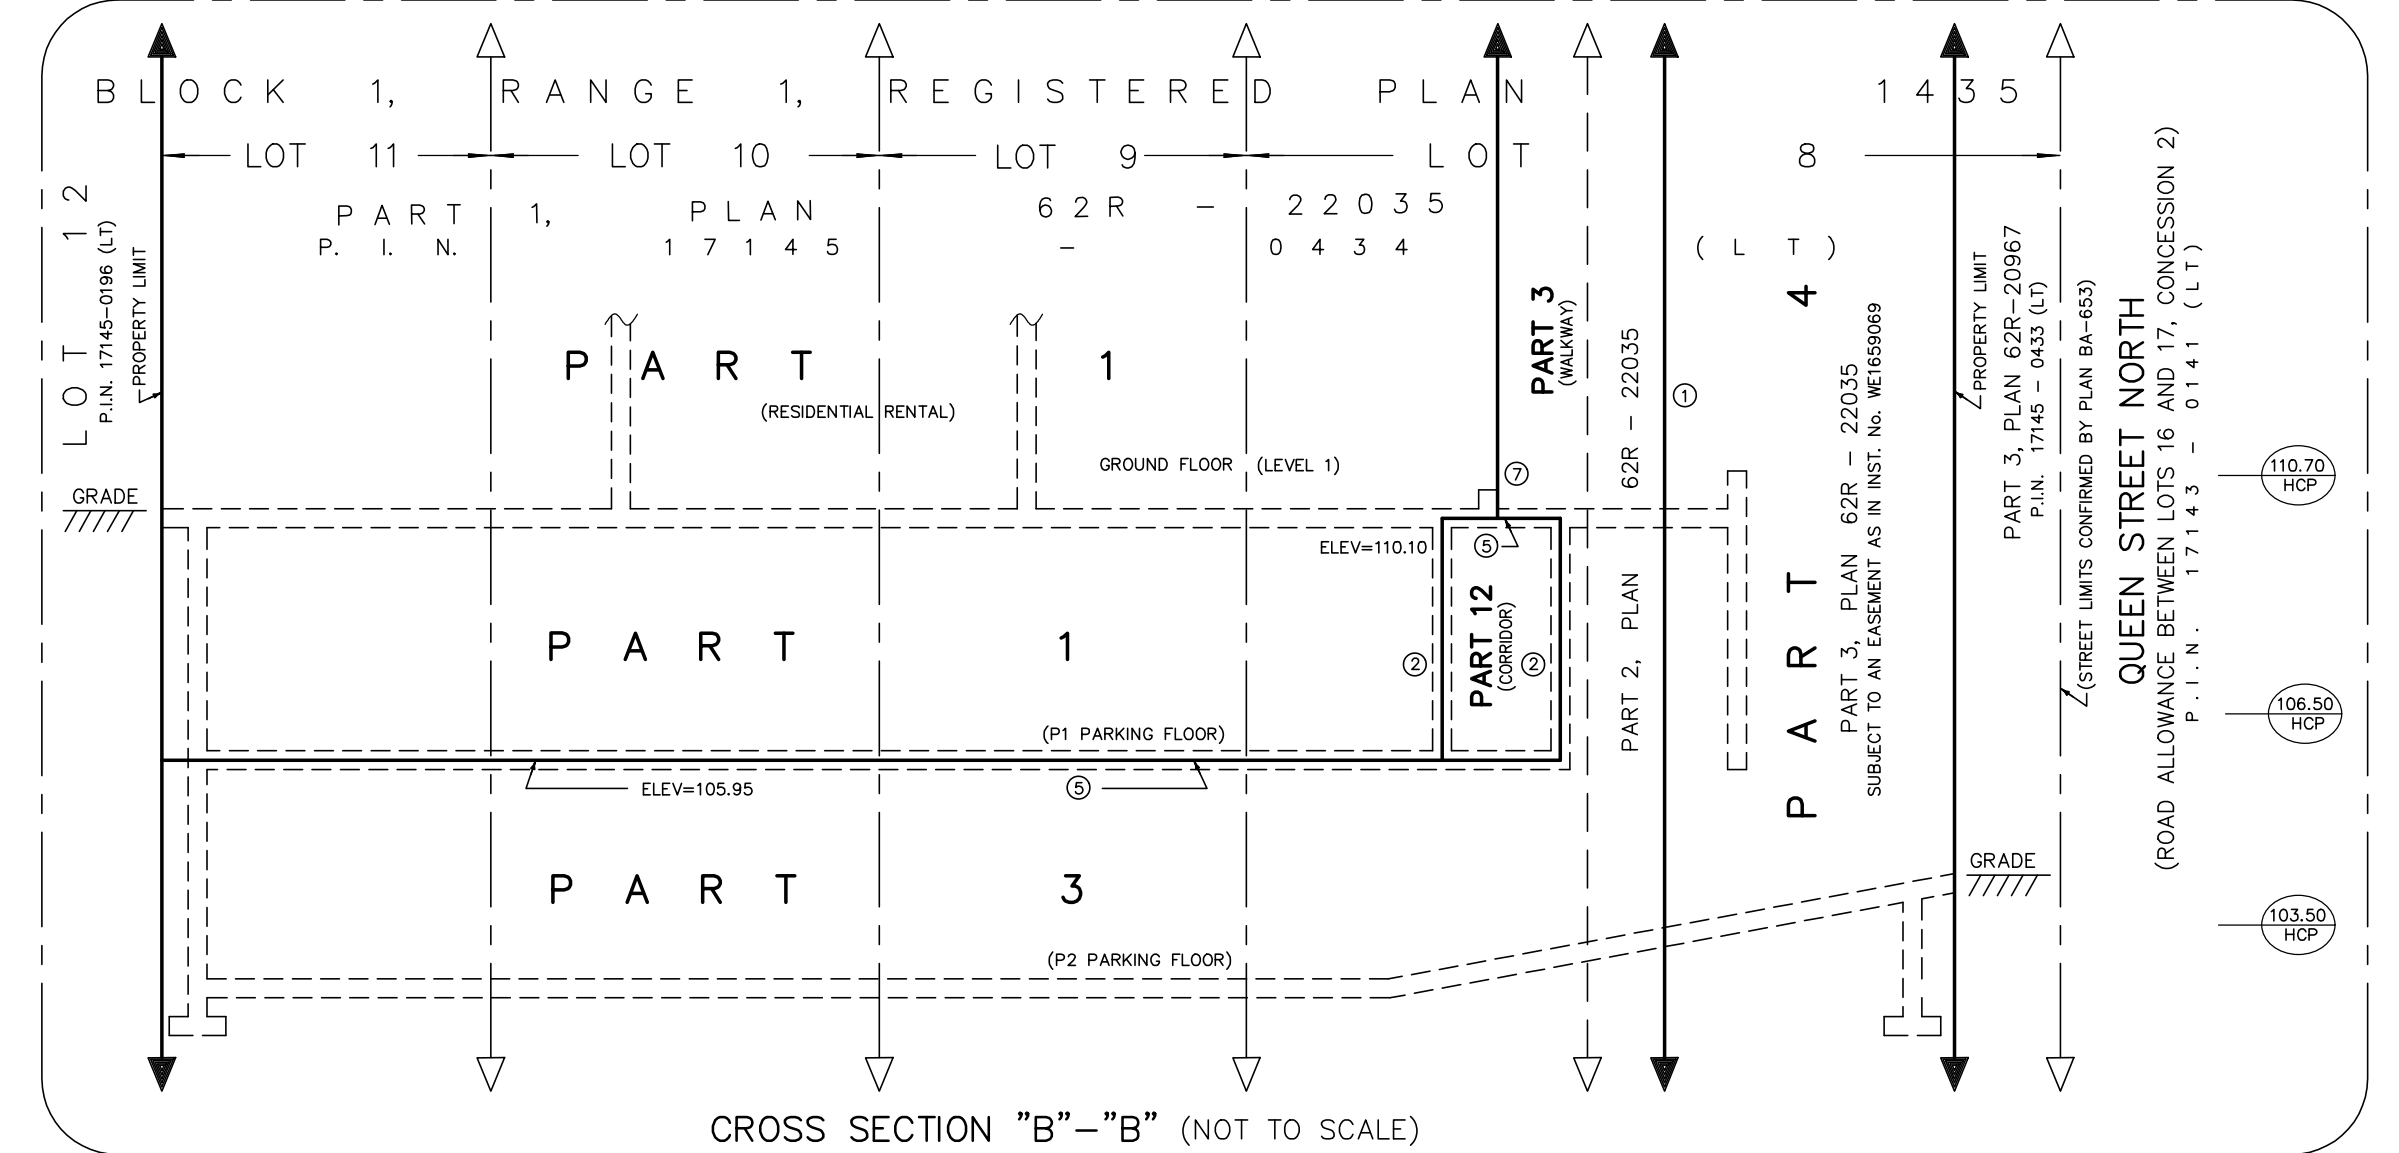 BLOCK 1, RANGE 1, REGISTERED PLAN 1435
LOT 11 LOT 10 LOT 9 LOT 8
PART 1, PLAN 62R - 22035
P. I. N. 17145 - 0434 (LT)
LOT 12
P.I.N. 17145-0196 (LT)
PROPERTY LIMIT
PART 1
(RESIDENTIAL RENTAL)
GROUND FLOOR (LEVEL 1)
GRADE
PART 3
(WALKWAY)
7
1
PART 2, PLAN 62R - 22035
PART 4
PART 3, PLAN 62R - 22035
SUBJECT TO AN EASEMENT AS IN INST. No. WE1659069
PROPERTY LIMIT
PART 3, PLAN 62R-20967
P.I.N. 17145 - 0433 (LT)
(STREET LIMITS CONFIRMED BY PLAN BA-653)
QUEEN STREET NORTH
(ROAD ALLOWANCE BETWEEN LOTS 16 AND 17, CONCESSION 2)
P.I.N. 17143 - 0141 (LT)
110.70
HCP
ELEV=110.10
5
PART 12
(CORRIDOR)
2
2
PART 1
(P1 PARKING FLOOR)
106.50
HCP
ELEV=105.95
5
PART 3
(P2 PARKING FLOOR)
GRADE
103.50
HCP
CROSS SECTION "B"-"B" (NOT TO SCALE)